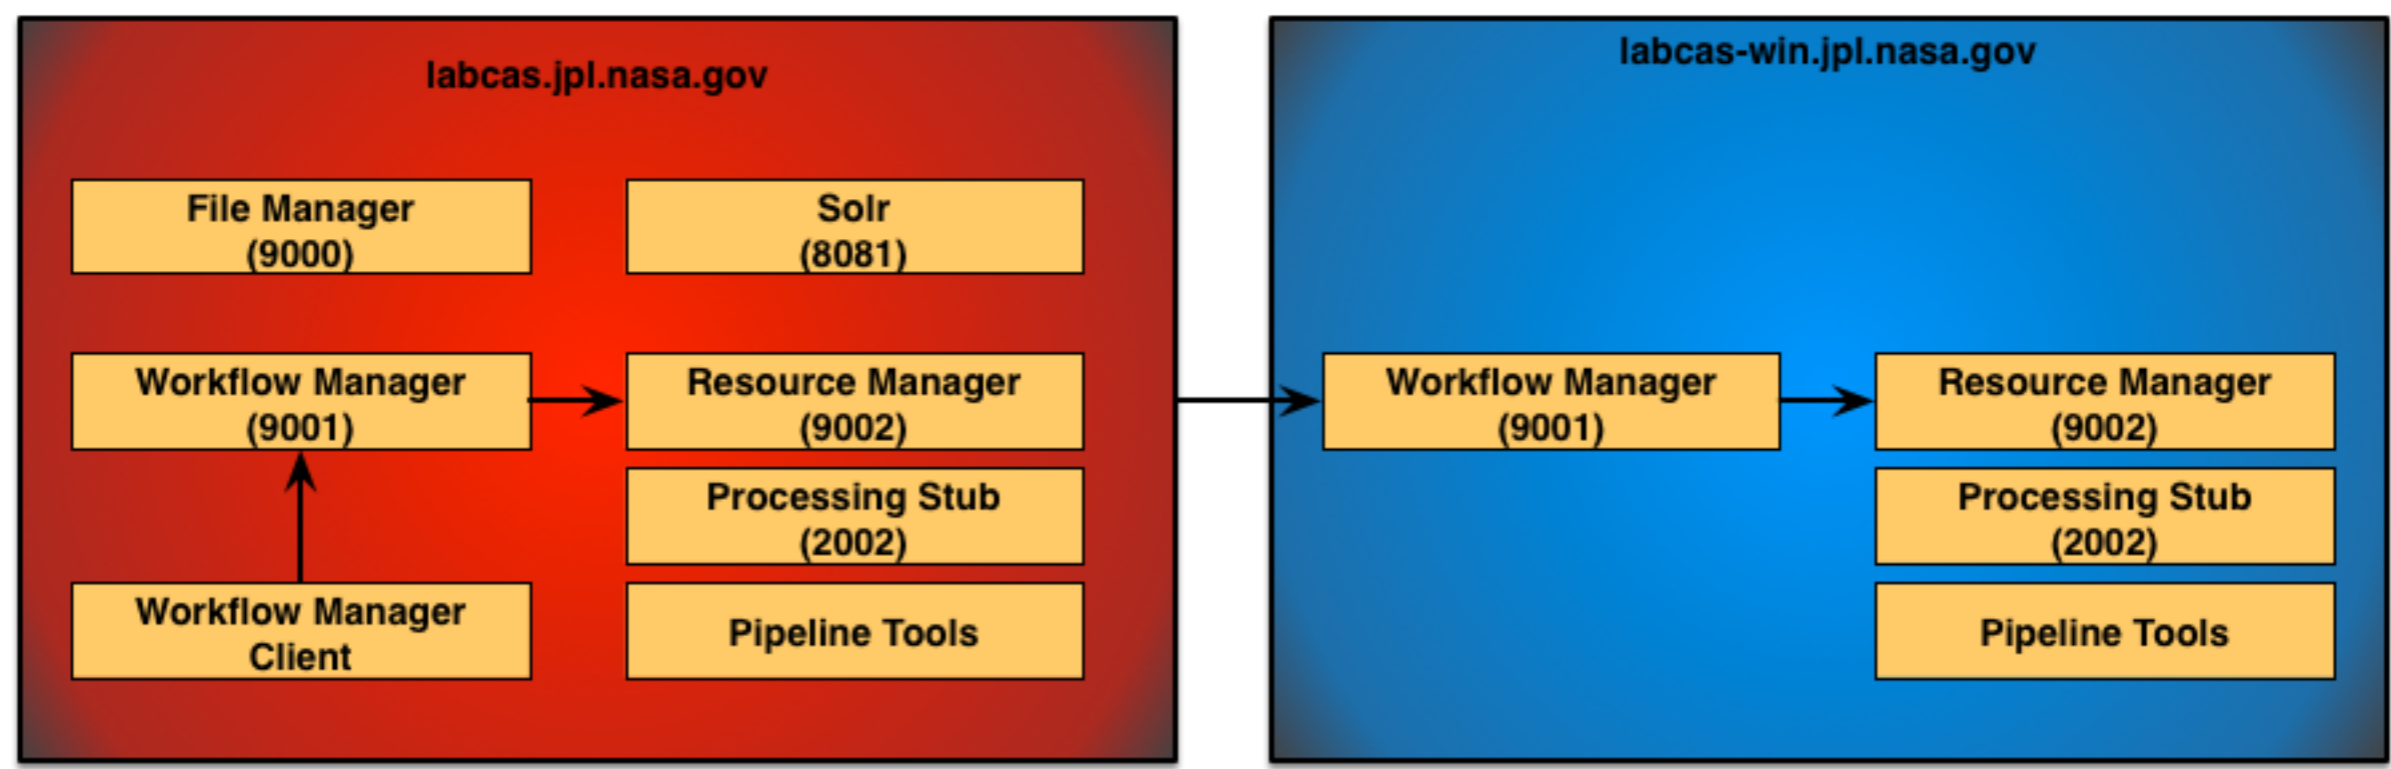 labcas.jpl.nasa.gov
File Manager
(9000)
Solr
(8081)
Workflow Manager
(9001)
Resource Manager
(9002)
Processing Stub
(2002)
Workflow Manager
Client
Pipeline Tools
labcas-win.jpl.nasa.gov
Workflow Manager
(9001)
Resource Manager
(9002)
Processing Stub
(2002)
Pipeline Tools